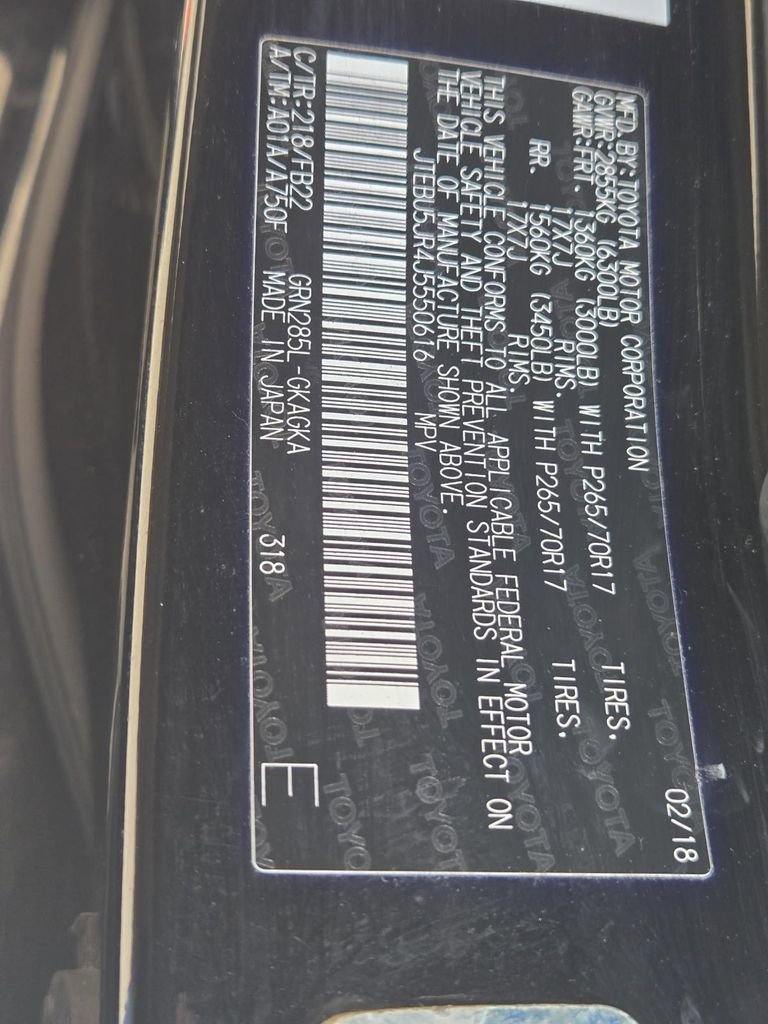 MFD. BY: TOYOTA MOTOR CORPORATION 02/18
GVWR: 2855KG (6300LB)
GAWR: FRT. 1360KG (3000LB) WITH P265/70R17 TIRES.
17X7J RIMS.
RR. 1560KG (3450LB) WITH P265/70R17 TIRES.
17X7J RIMS.
THIS VEHICLE CONFORMS TO ALL APPLICABLE FEDERAL MOTOR
VEHICLE SAFETY AND THEFT PREVENTION STANDARDS IN EFFECT ON
THE DATE OF MANUFACTURE SHOWN ABOVE.
JTEBU5JR4J5550616 MPV
C/TR: 218/FB22 GRN285L-GKAGKA
A/TM: A01A/A750F MADE IN JAPAN 318 E